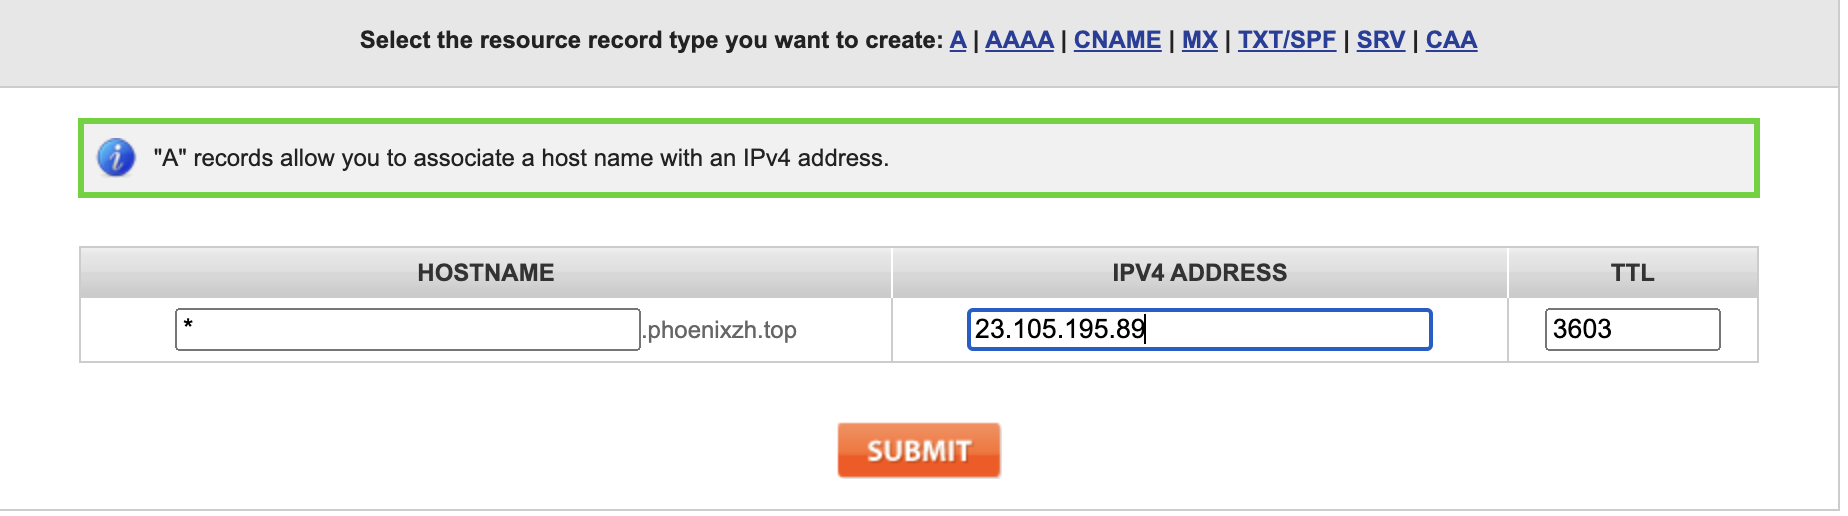 Select the resource record type you want to create: A | AAAA | CNAME | MX | TXT/SPF | SRV | CAA
"A" records allow you to associate a host name with an IPv4 address.
HOSTNAME IPV4 ADDRESS TTL
* .phoenixzh.top 23.105.195.89 3603
SUBMIT